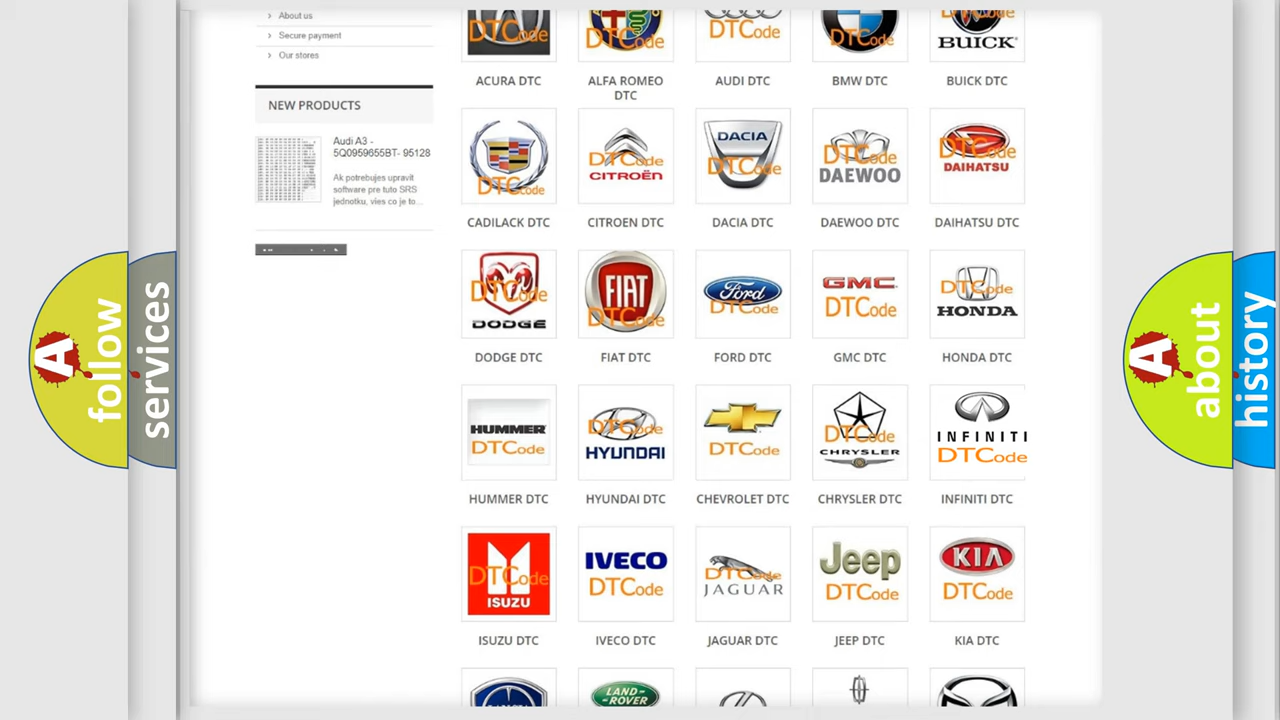 About us
Secure payment
Our stores
NEW PRODUCTS
Audi A3 -
5Q0959655BT- 95128
Ak potrebujes upravit
software pre tuto SRS
jednotku, vies co je to...
DTCode DTCode DTCode DTCode BUICK
ACURA DTC ALFA ROMEO DTC AUDI DTC BMW DTC BUICK DTC
DTCode
DTCode CITROËN
DACIA DTCode
DTCode DAEWOO
DTCode DAIHATSU
CADILACK DTC CITROEN DTC DACIA DTC DAEWOO DTC DAIHATSU DTC
DTCode DODGE
FIAT DTCode
Ford DTCode
GMC DTCode
DTCode HONDA
DODGE DTC FIAT DTC FORD DTC GMC DTC HONDA DTC
HUMMER DTCode
DTCode HYUNDAI
DTCode
DTCode CHRYSLER
INFINITI DTCode
HUMMER DTC HYUNDAI DTC CHEVROLET DTC CHRYSLER DTC INFINITI DTC
DTCode ISUZU
IVECO DTCode
DTCode JAGUAR
Jeep DTCode
KIA DTCode
ISUZU DTC IVECO DTC JAGUAR DTC JEEP DTC KIA DTC
LAND-ROVER
A follow
services
A about
history